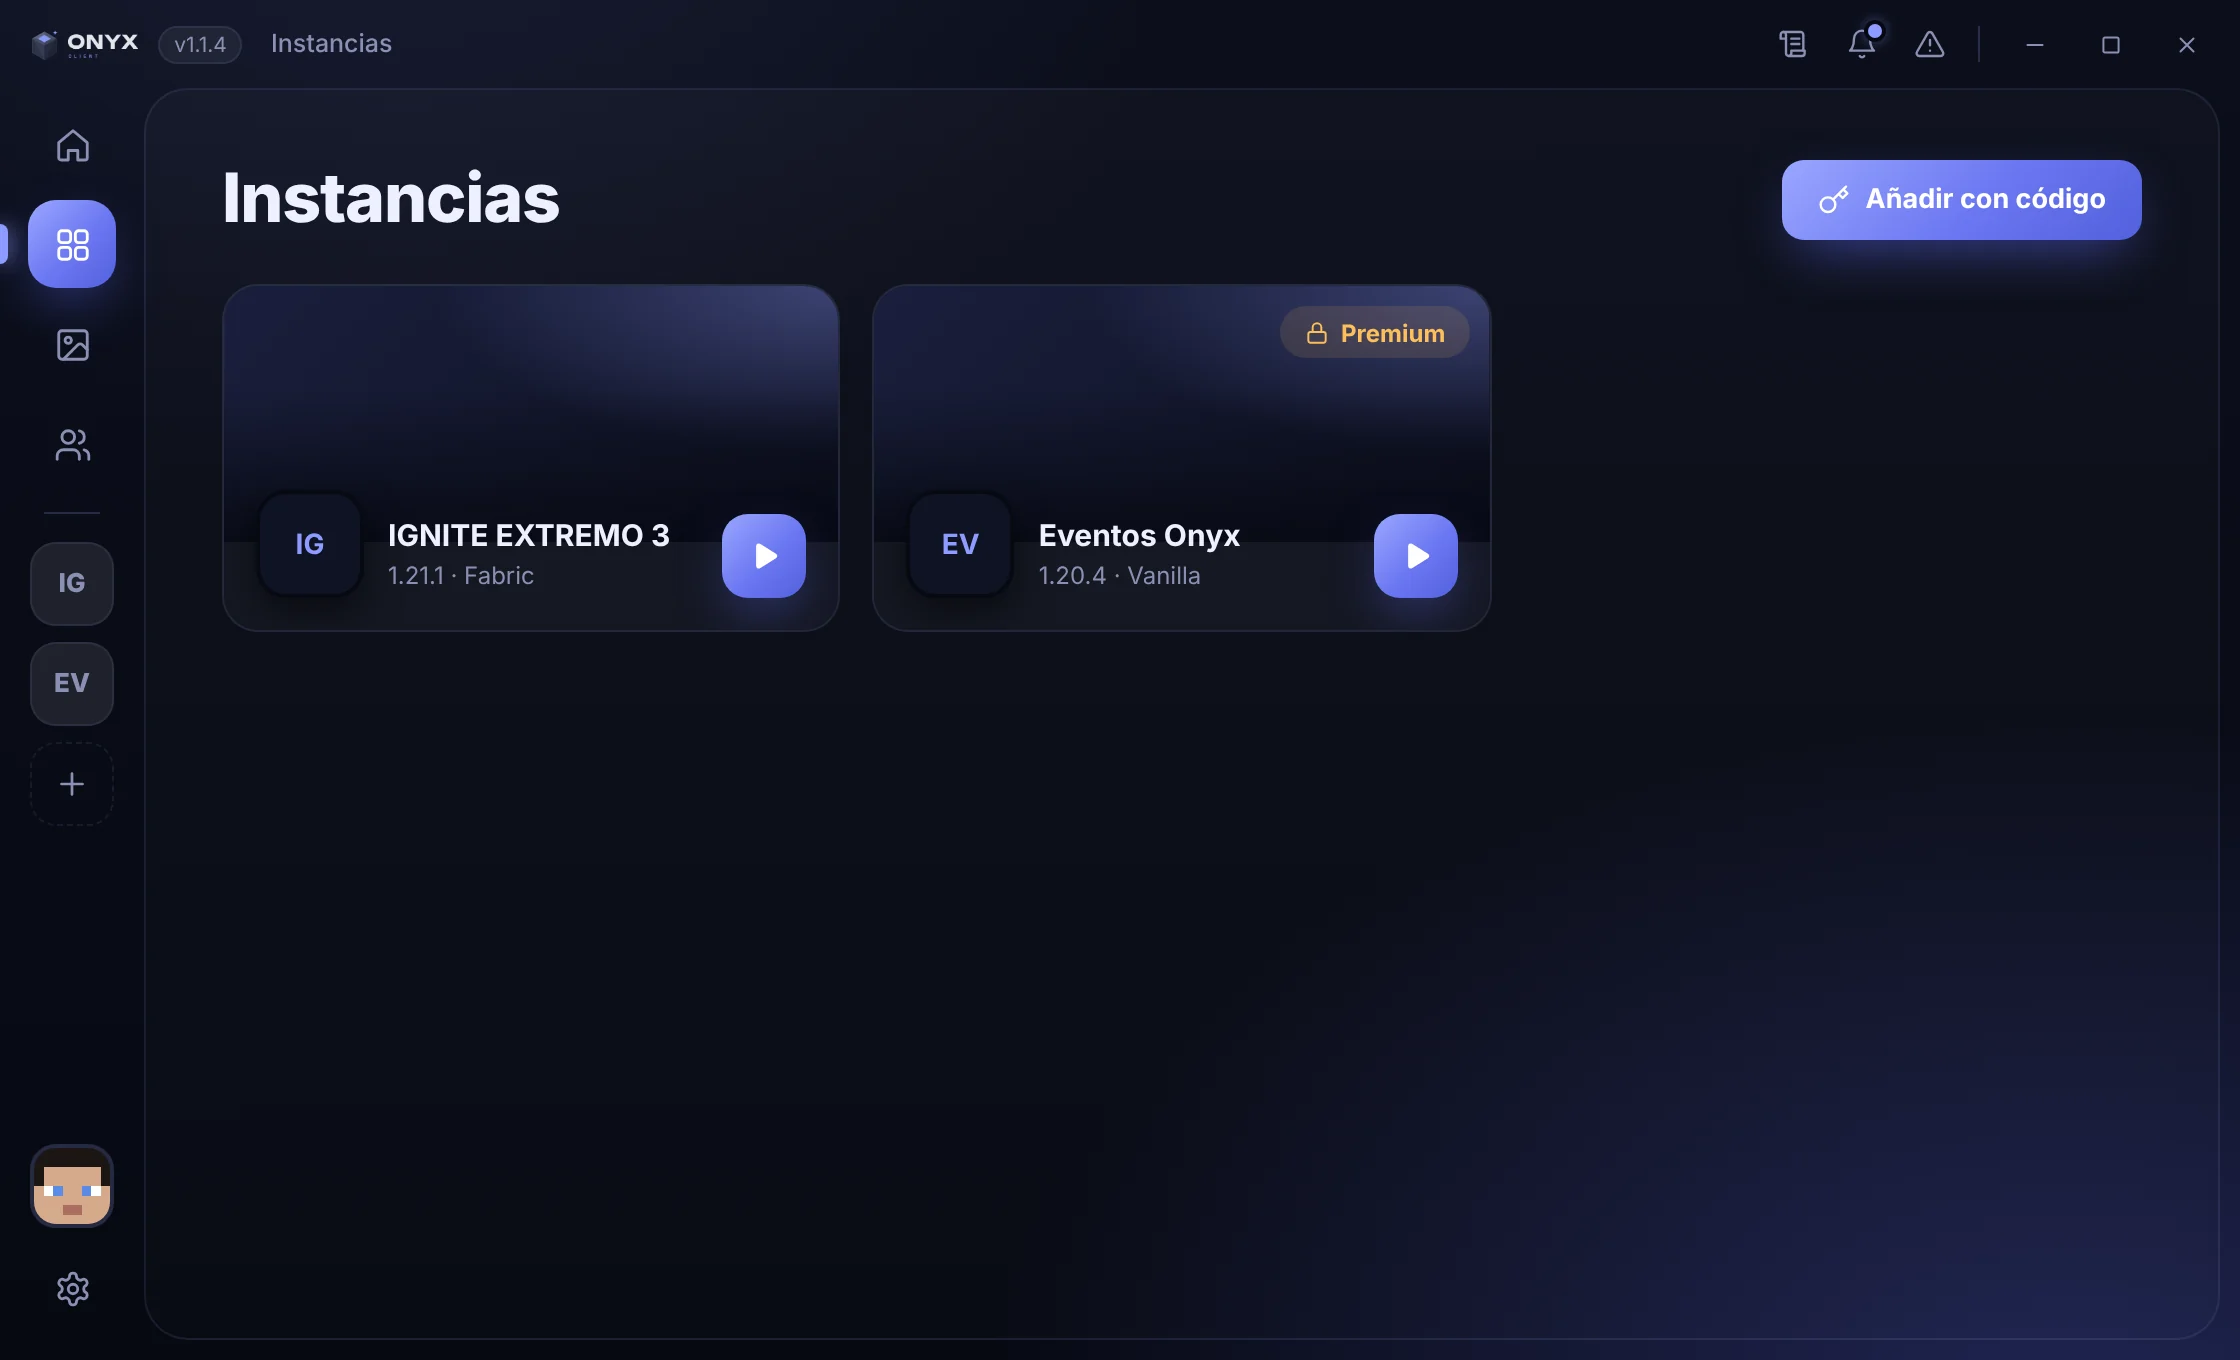 ONYX
CLIENT
v1.1.4
Instancias
Instancias
Añadir con código
Premium
IG
IGNITE EXTREMO 3
1.21.1 · Fabric
EV
Eventos Onyx
1.20.4 · Vanilla
IG
EV